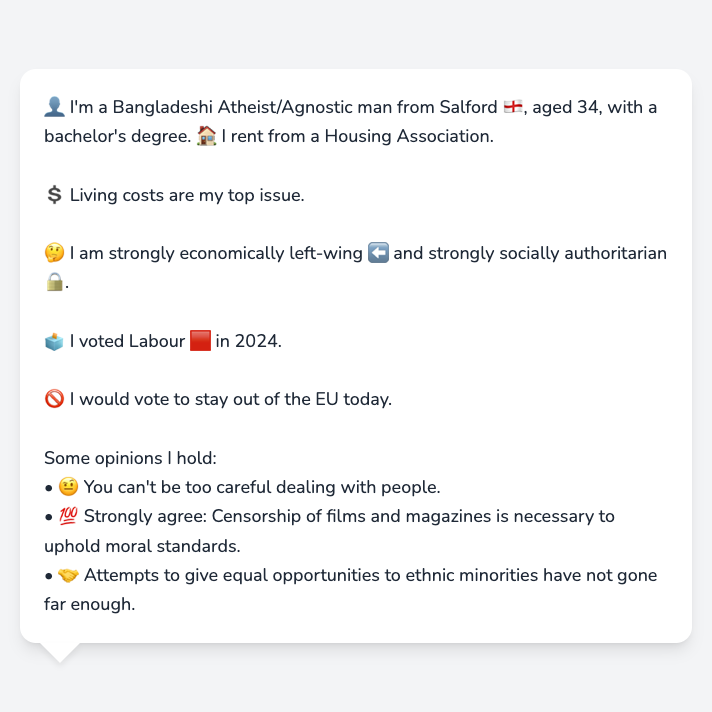 👤 I'm a Bangladeshi Atheist/Agnostic man from Salford 🏴󠁧󠁢󠁥󠁮󠁧󠁿, aged 34, with a
bachelor's degree. 🏠 I rent from a Housing Association.
💲 Living costs are my top issue.
🤔 I am strongly economically left-wing ⬅️ and strongly socially authoritarian
🔒.
🗳️ I voted Labour 🟥 in 2024.
🚫 I would vote to stay out of the EU today.
Some opinions I hold:
• 🤨 You can't be too careful dealing with people.
• 💯 Strongly agree: Censorship of films and magazines is necessary to
uphold moral standards.
• 🤝 Attempts to give equal opportunities to ethnic minorities have not gone
far enough.